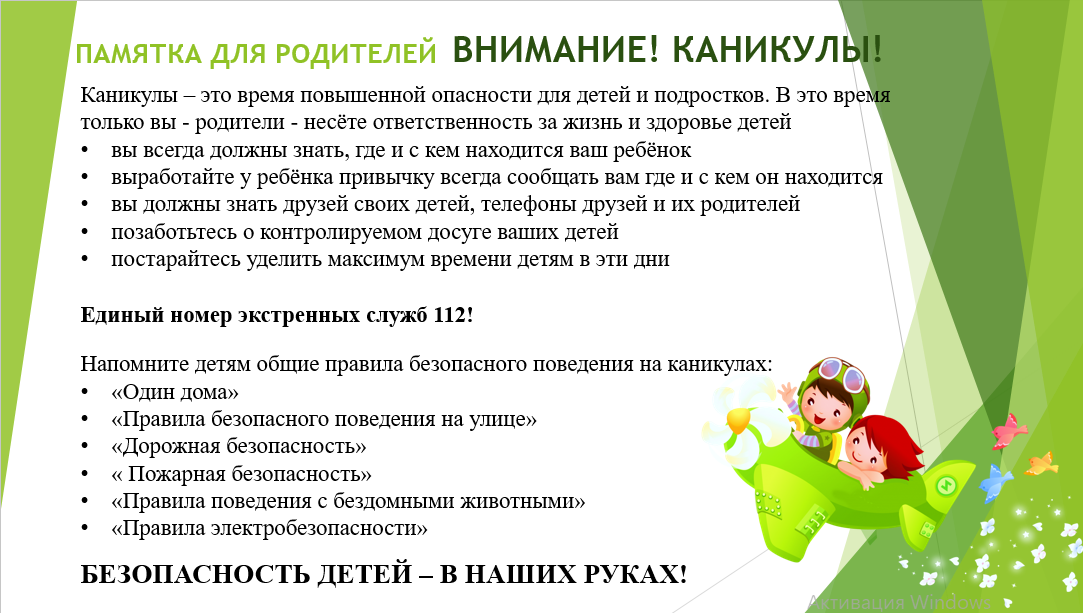 ПАМЯТКА ДЛЯ РОДИТЕЛЕЙ ВНИМАНИЕ! КАНИКУЛЫ!
Каникулы – это время повышенной опасности для детей и подростков. В это время
только вы - родители - несёте ответственность за жизнь и здоровье детей
• вы всегда должны знать, где и с кем находится ваш ребёнок
• выработайте у ребёнка привычку всегда сообщать вам где и с кем он находится
• вы должны знать друзей своих детей, телефоны друзей и их родителей
• позаботьтесь о контролируемом досуге ваших детей
• постарайтесь уделить максимум времени детям в эти дни
Единый номер экстренных служб 112!
Напомните детям общие правила безопасного поведения на каникулах:
• «Один дома»
• «Правила безопасного поведения на улице»
• «Дорожная безопасность»
• « Пожарная безопасность»
• «Правила поведения с бездомными животными»
• «Правила электробезопасности»
БЕЗОПАСНОСТЬ ДЕТЕЙ – В НАШИХ РУКАХ!
Активация Windows